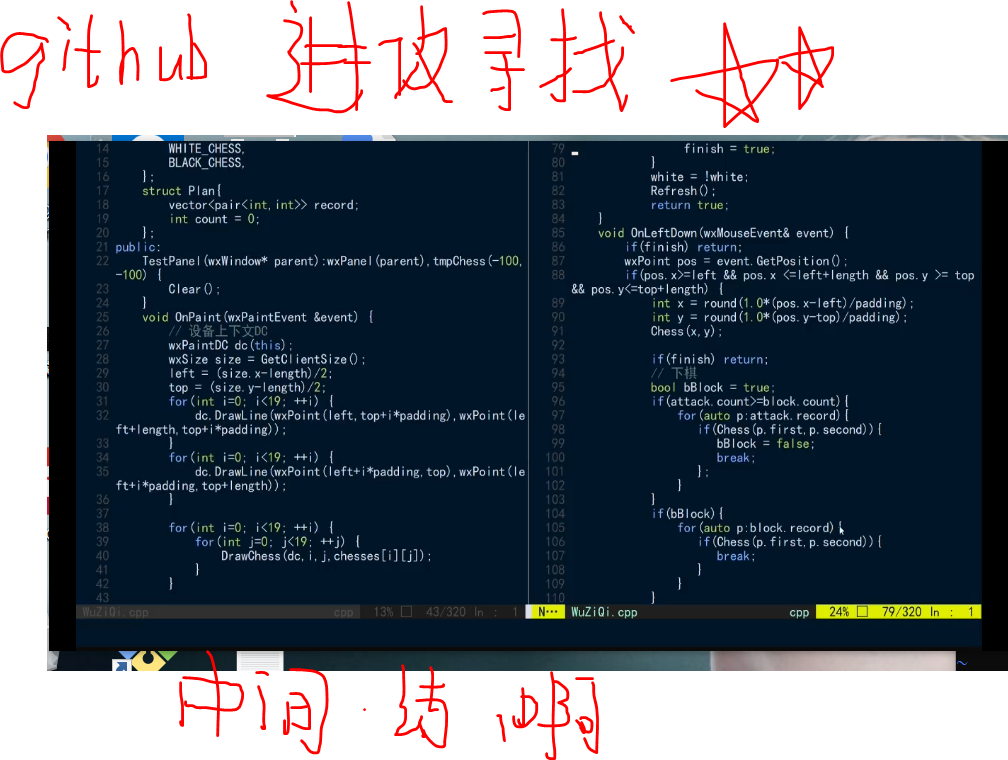 github 进攻寻找
14 WHITE_CHESS,
15 BLACK_CHESS,
16 };
17 struct Plan{
18 vector<pair<int,int>> record;
19 int count = 0;
20 };
21 public:
22 TestPanel(wxWindow* parent):wxPanel(parent),tmpChess(-100,
-100) {
23 Clear();
24 }
25 void OnPaint(wxPaintEvent &event) {
26 // 设备上下文DC
27 wxPaintDC dc(this);
28 wxSize size = GetClientSize();
29 left = (size.x-length)/2;
30 top = (size.y-length)/2;
31 for(int i=0; i<19; ++i) {
32 dc.DrawLine(wxPoint(left,top+i*padding),wxPoint(le
ft+length,top+i*padding));
33 }
34 for(int i=0; i<19; ++i) {
35 dc.DrawLine(wxPoint(left+i*padding,top),wxPoint(le
ft+i*padding,top+length));
36 }
37
38 for(int i=0; i<19; ++i) {
39 for(int j=0; j<19; ++j) {
40 DrawChess(dc,i,j,chesses[i][j]);
41 }
42 }
43
WuZiQi.cpp cpp 13% 43/320 ln : 1
79 finish = true;
80 }
81 white = !white;
82 Refresh();
83 return true;
84 }
85 void OnLeftDown(wxMouseEvent& event) {
86 if(finish) return;
87 wxPoint pos = event.GetPosition();
88 if(pos.x>=left && pos.x <=left+length && pos.y >= top
&& pos.y<=top+length) {
89 int x = round(1.0*(pos.x-left)/padding);
90 int y = round(1.0*(pos.y-top)/padding);
91 Chess(x,y);
92
93 if(finish) return;
94 // 下棋
95 bool bBlock = true;
96 if(attack.count>=block.count){
97 for(auto p:attack.record){
98 if(Chess(p.first,p.second)){
99 bBlock = false;
100 break;
101 };
102 }
103 }
104 if(bBlock){
105 for(auto p:block.record){
106 if(Chess(p.first,p.second)){
107 break;
108 }
109 }
110 }
N… WuZiQi.cpp cpp 24% 79/320 ln : 1
中间 啊